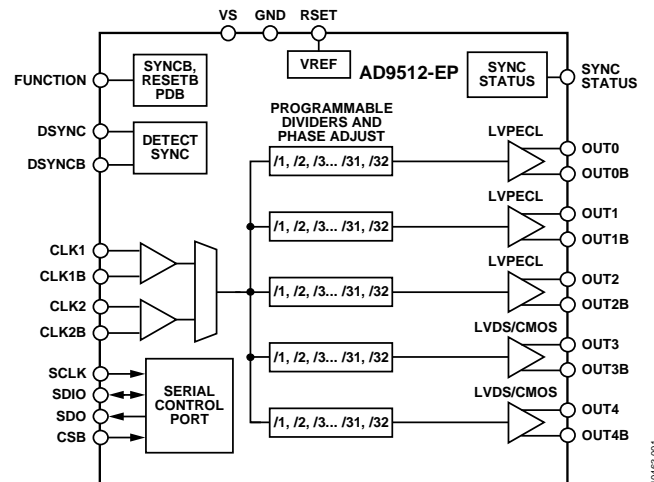 VS GND RSET
VREF
AD9512-EP
FUNCTION
SYNCB,
RESETB
PDB
SYNC
STATUS
SYNC
STATUS
DSYNC
DSYNCB
DETECT
SYNC
PROGRAMMABLE
DIVIDERS AND
PHASE ADJUST
/1, /2, /3... /31, /32
LVPECL
OUT0
OUT0B
/1, /2, /3... /31, /32
LVPECL
OUT1
OUT1B
CLK1
CLK1B
CLK2
CLK2B
/1, /2, /3... /31, /32
LVPECL
OUT2
OUT2B
/1, /2, /3... /31, /32
LVDS/CMOS
OUT3
OUT3B
SCLK
SDIO
SDO
CSB
SERIAL
CONTROL
PORT
/1, /2, /3... /31, /32
LVDS/CMOS
OUT4
OUT4B